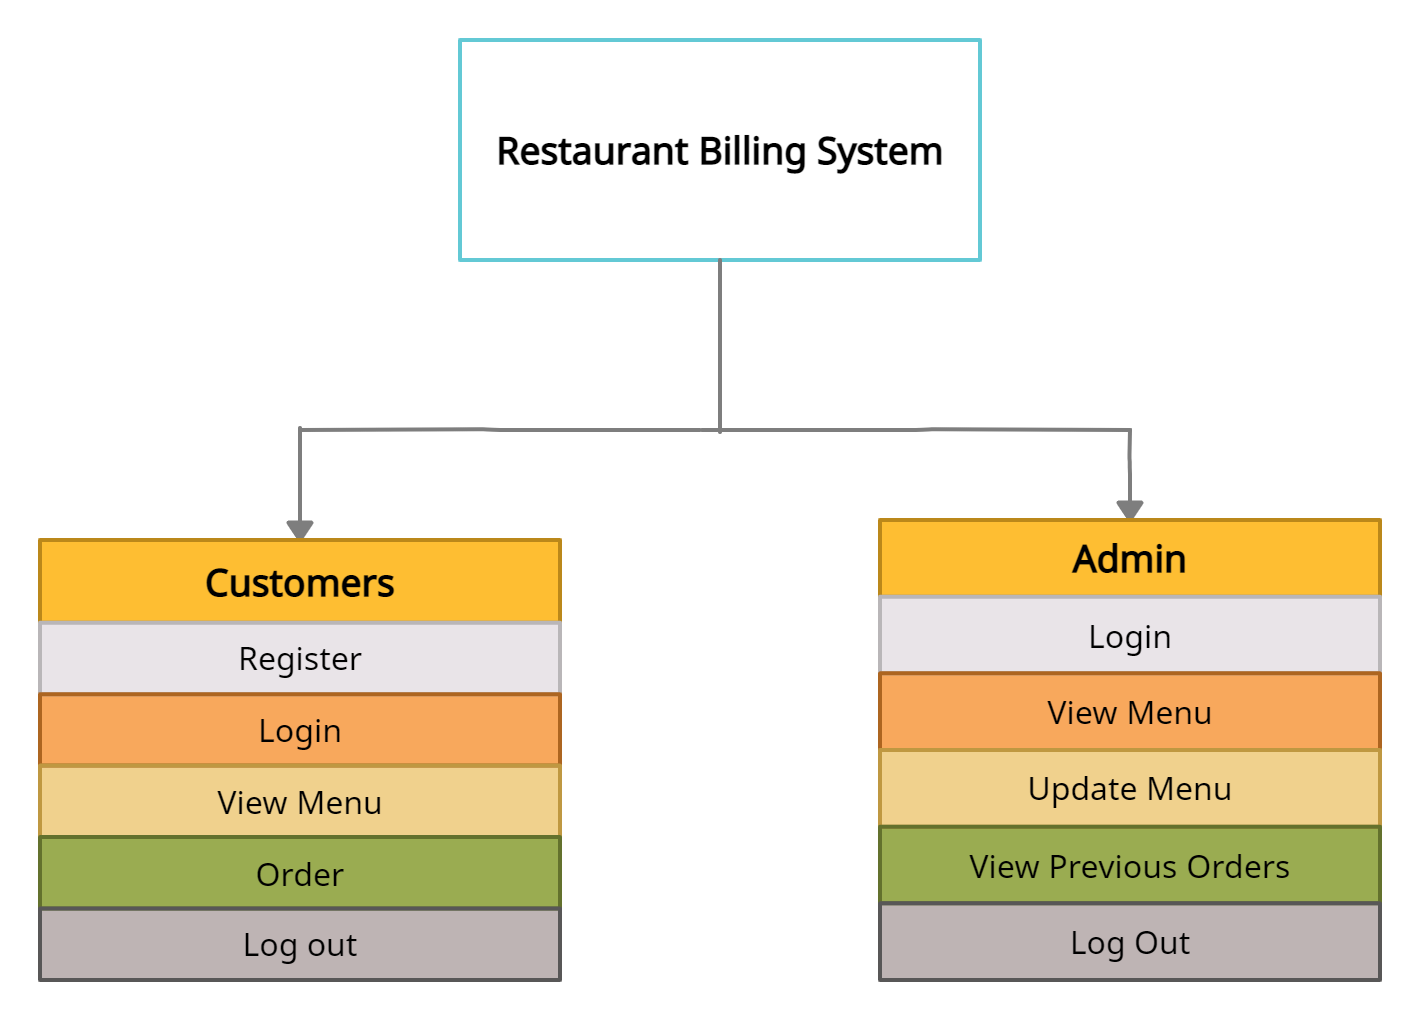 Restaurant Billing System
Customers
Register
Login
View Menu
Order
Log out
Admin
Login
View Menu
Update Menu
View Previous Orders
Log Out